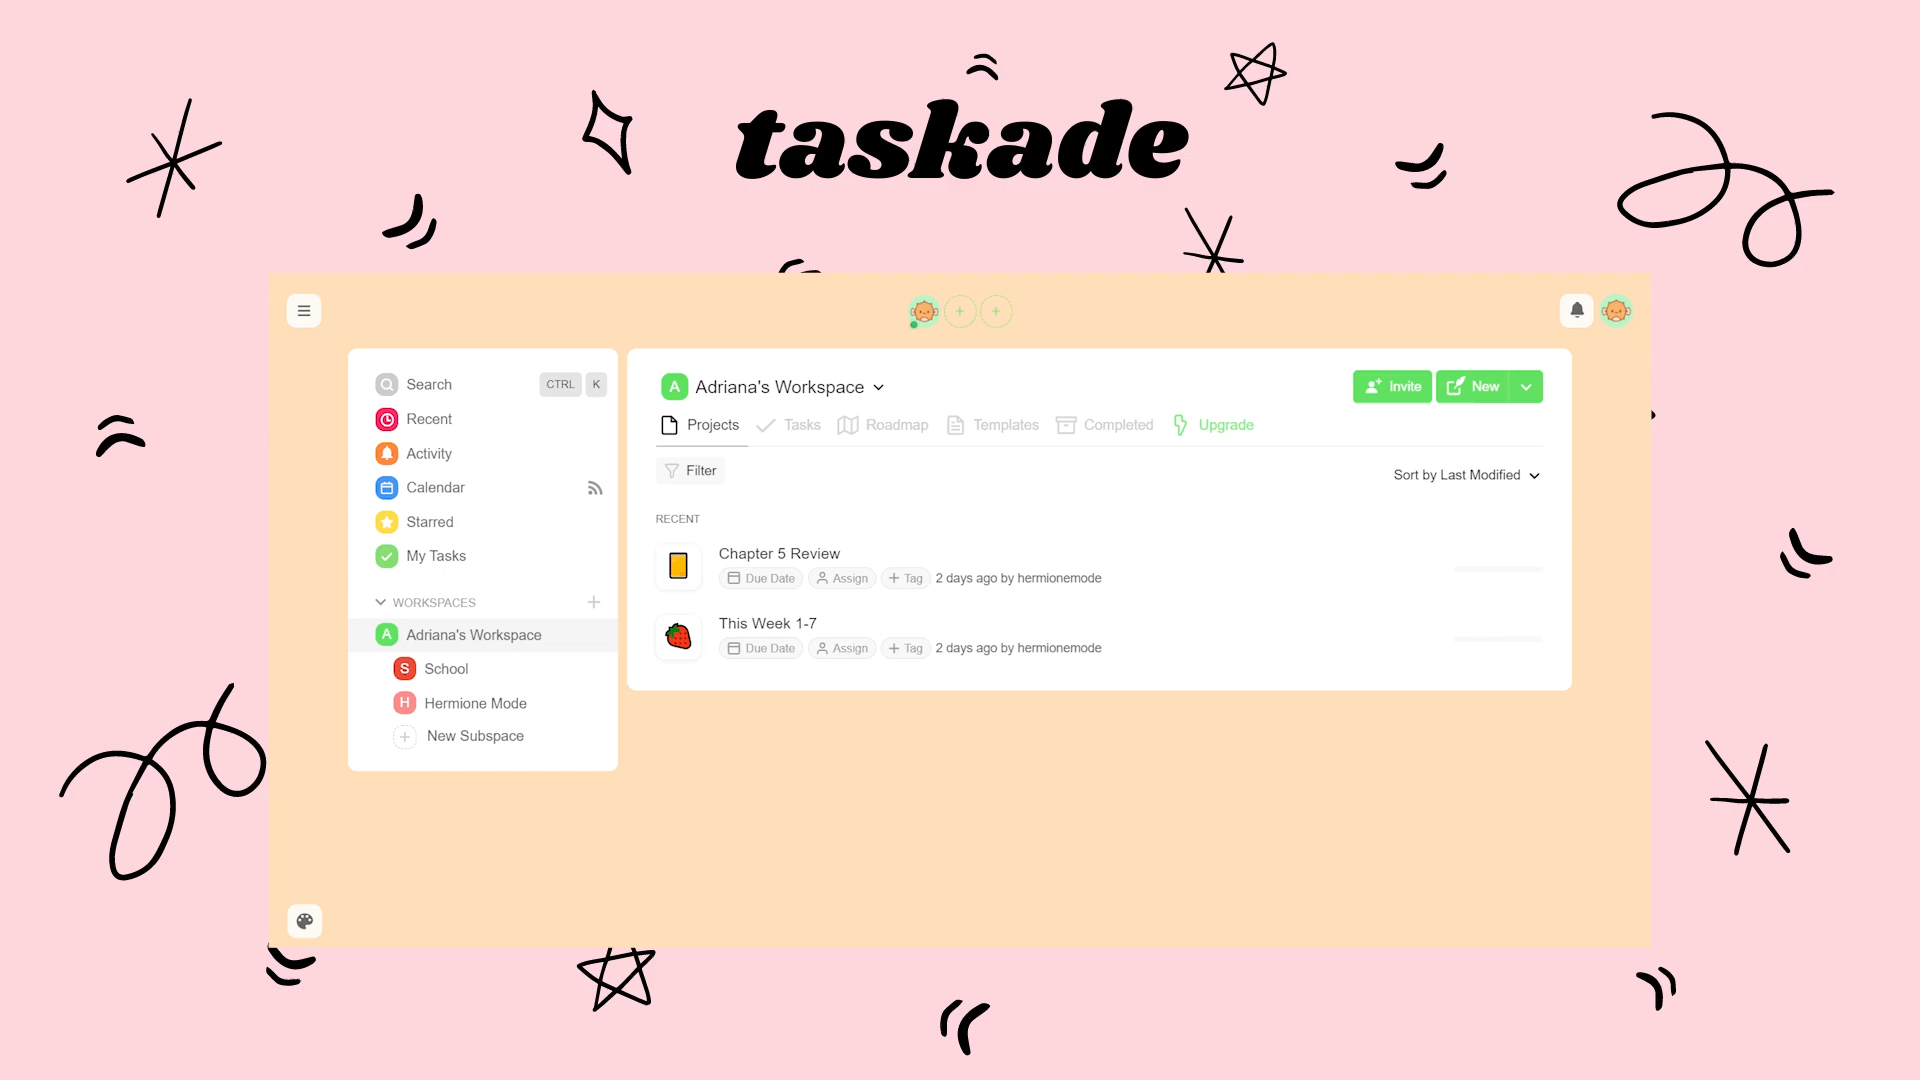 taskade
Search CTRL K
Recent
Activity
Calendar
Starred
My Tasks
WORKSPACES
A Adriana's Workspace
S School
H Hermione Mode
New Subspace
A Adriana's Workspace
Invite New
Projects Tasks Roadmap Templates Completed Upgrade
Filter
Sort by Last Modified
RECENT
Chapter 5 Review
Due Date Assign + Tag 2 days ago by hermionemode
This Week 1-7
Due Date Assign + Tag 2 days ago by hermionemode